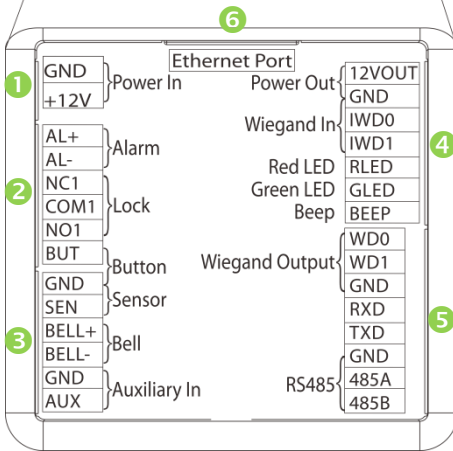 6
Ethernet Port
1
GND
+12V
Power In
2
AL+
AL-
Alarm
NC1
COM1
NO1
Lock
BUT
Button
3
GND
SEN
Sensor
BELL+
BELL-
Bell
GND
AUX
Auxiliary In
Power Out
12VOUT
GND
4
Wiegand In
IWD0
IWD1
Red LED RLED
Green LED GLED
Beep BEEP
5
Wiegand Output
WD0
WD1
GND
RXD
TXD
RS485
GND
485A
485B